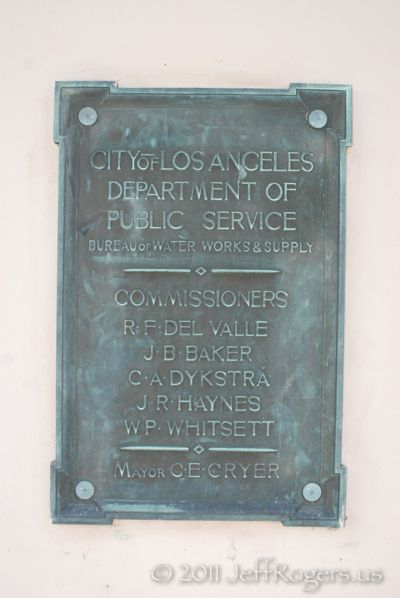 CITY OF LOS ANGELES
DEPARTMENT OF
PUBLIC SERVICE
BUREAU OF WATER WORKS & SUPPLY
COMMISSIONERS
R·F·DEL VALLE
J·B·BAKER
C·A·DYKSTRA
J·R·HAYNES
W·P·WHITSETT
MAYOR G·E·CRYER
© 2011 JeffRogers.us